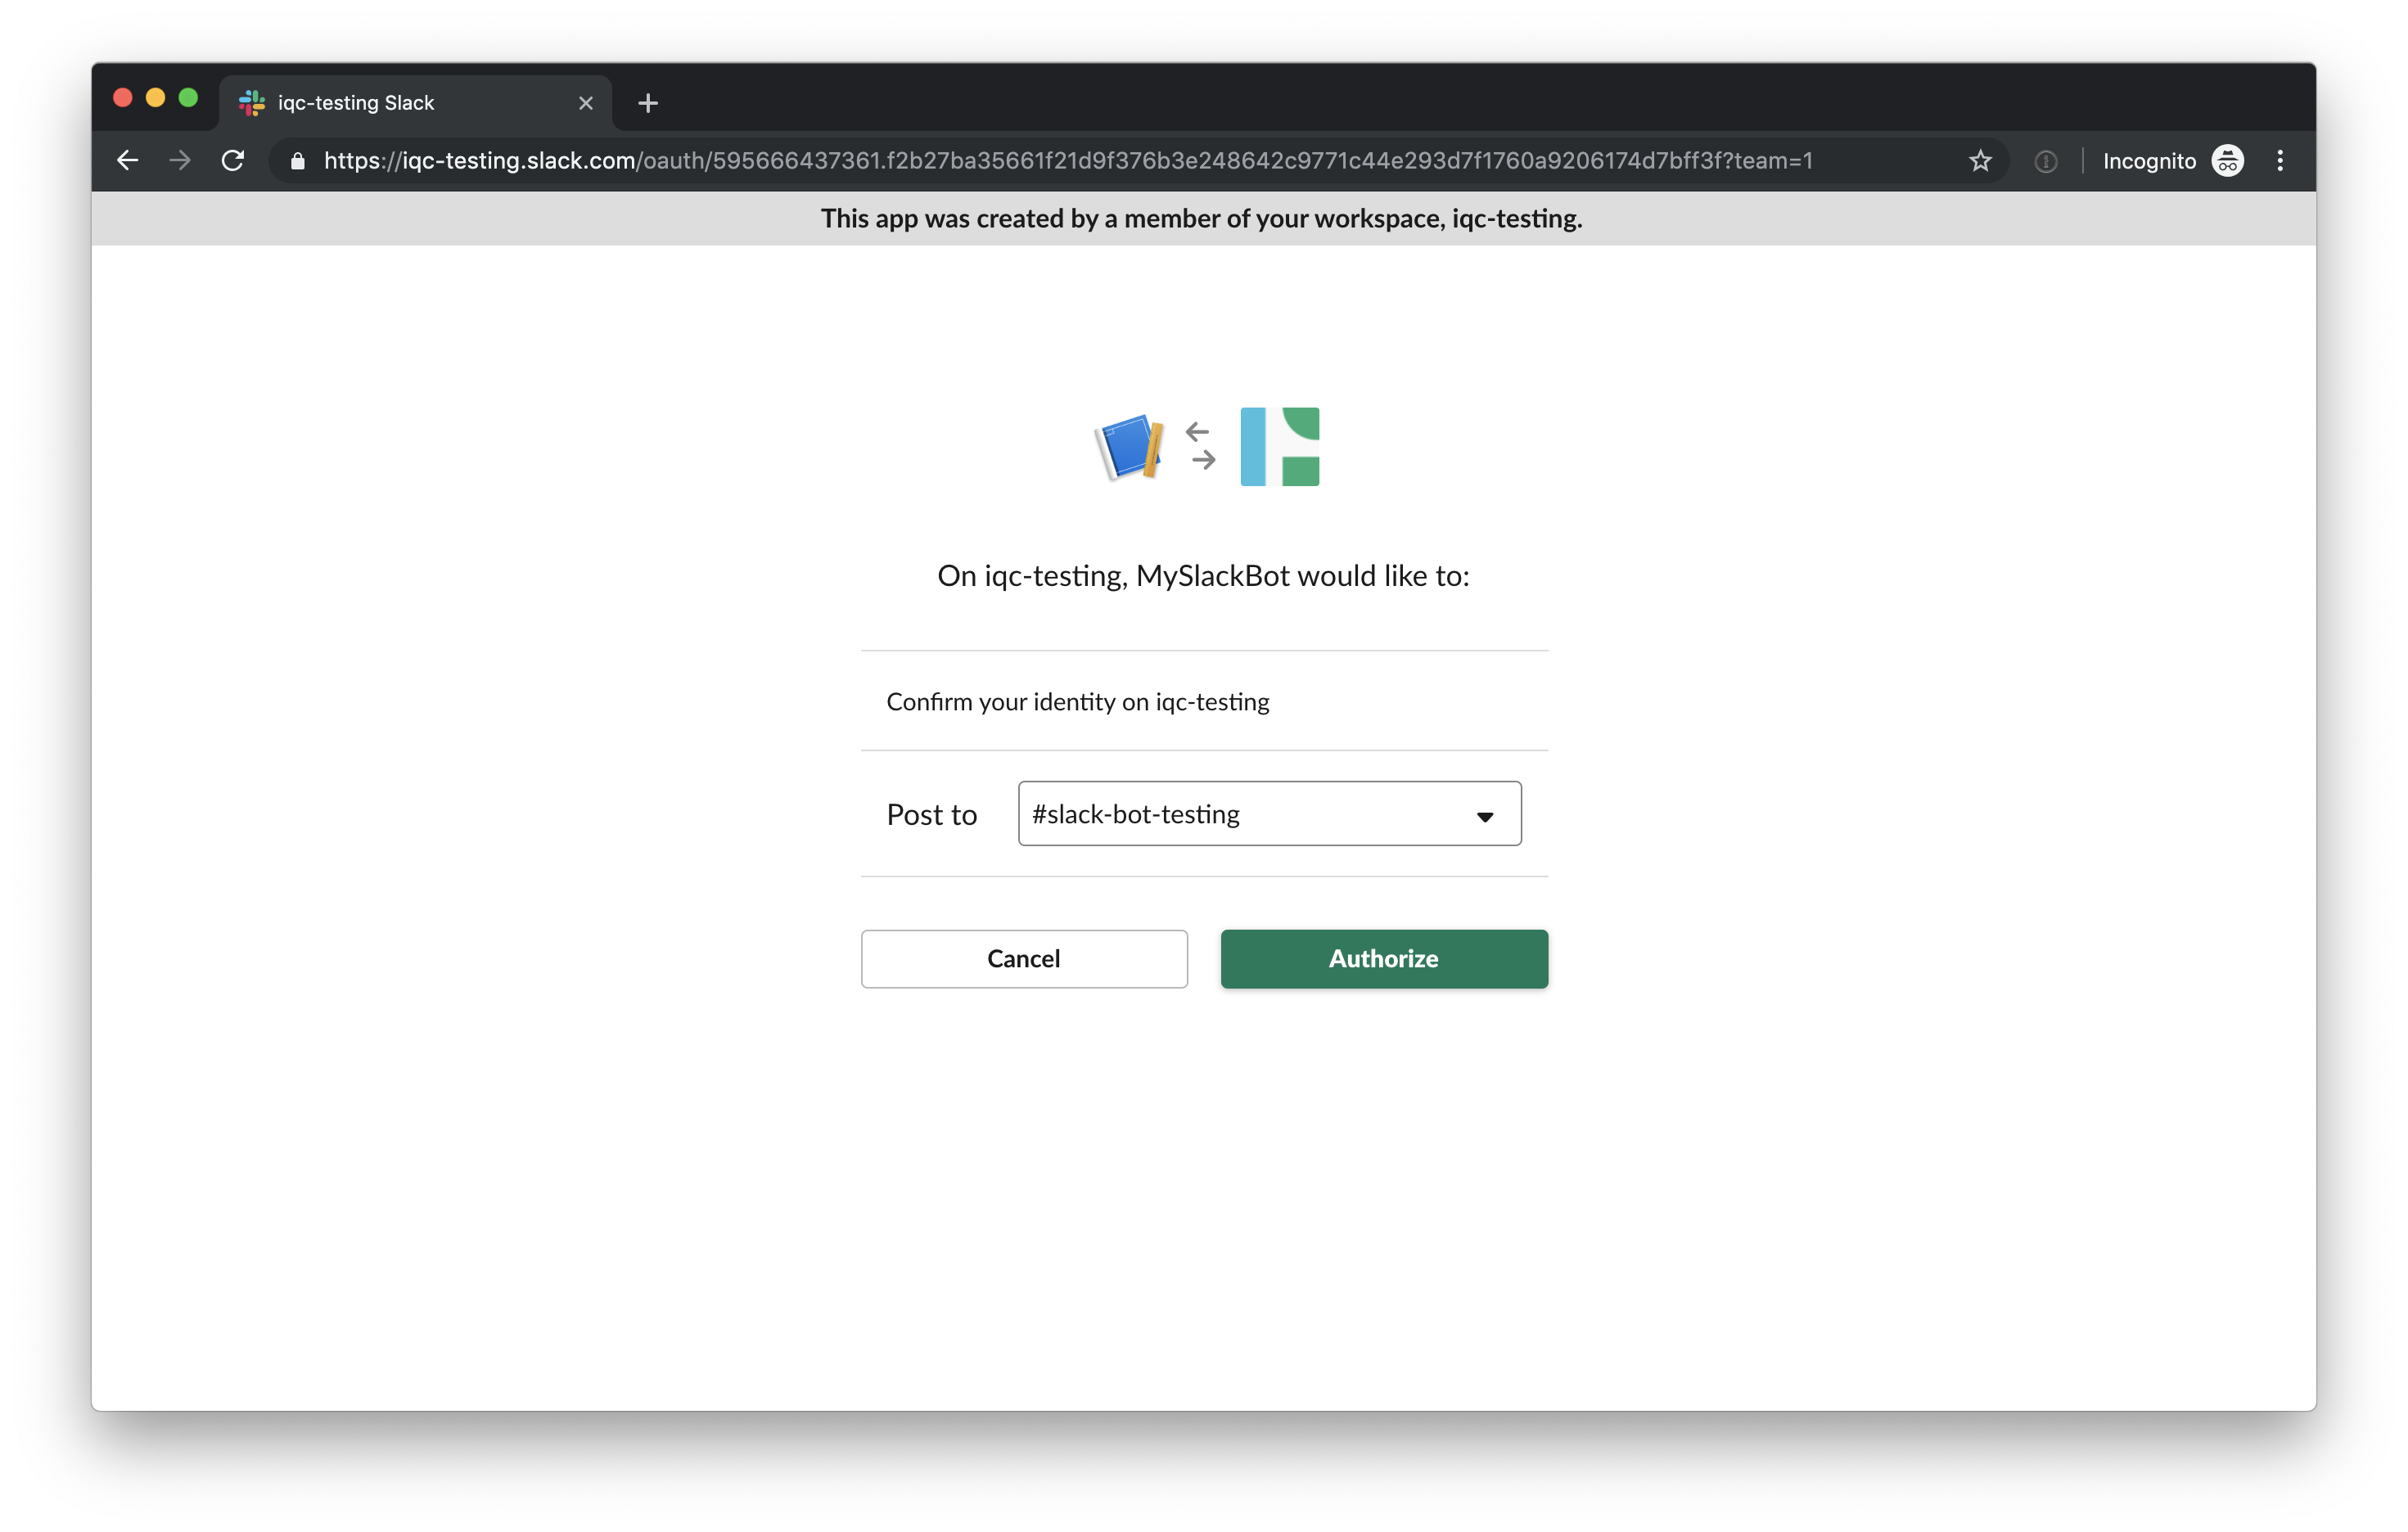 iqc-testing Slack
https://iqc-testing.slack.com/oauth/595666437361.f2b27ba35661f21d9f376b3e248642c9771c44e293d7f1760a9206174d7bff3f?team=1
Incognito
This app was created by a member of your workspace, iqc-testing.
On iqc-testing, MySlackBot would like to:
Confirm your identity on iqc-testing
Post to
#slack-bot-testing
Cancel
Authorize